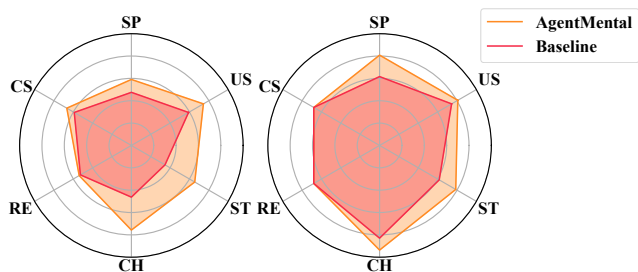 AgentMental
Baseline
SP
US
ST
CH
RE
CS
SP
US
ST
CH
RE
CS